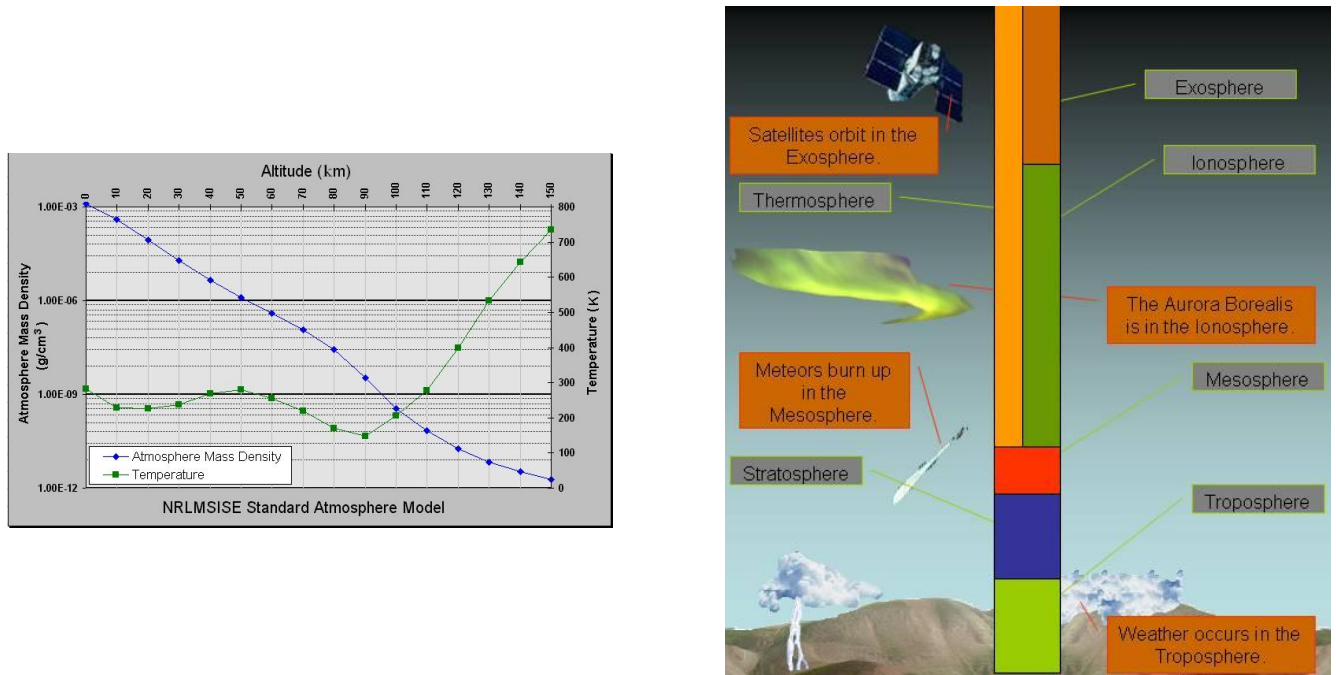 Altitude (km)
0 10 20 30 40 50 60 70 80 90 100 110 120 130 140 150
1.00E-03
1.00E-06
1.00E-09
1.00E-12
Atmosphere Mass Density
(g/cm³)
800
700
600
500
400
300
200
100
0
Temperature (K)
Atmosphere Mass Density
Temperature
NRLMSISE Standard Atmosphere Model
Exosphere
Satellites orbit in the
Exosphere.
Ionosphere
Thermosphere
The Aurora Borealis
is in the Ionosphere.
Mesosphere
Meteors burn up
in the
Mesosphere.
Stratosphere
Troposphere
Weather occurs in the
Troposphere.